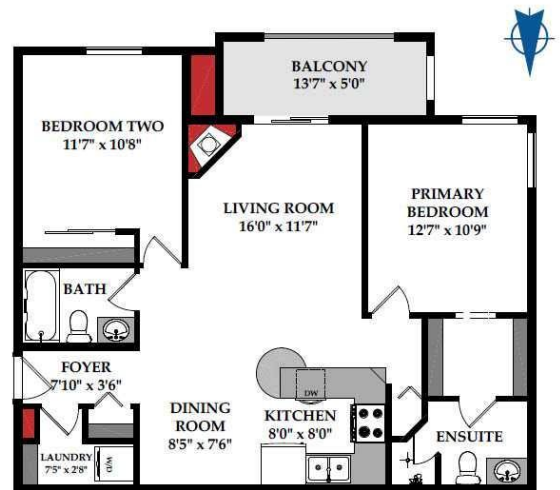 BALCONY
13'7" x 5'0"
BEDROOM TWO
11'7" x 10'8"
LIVING ROOM
16'0" x 11'7"
PRIMARY
BEDROOM
12'7" x 10'9"
BATH
FOYER
7'10" x 3'6"
DINING
ROOM
8'5" x 7'6"
DW
KITCHEN
8'0" x 8'0"
LAUNDRY
7'5" x 2'8"
W/D
ENSUITE